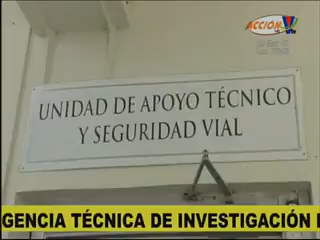 ACCION
UNIDAD DE APOYO TÉCNICO
Y SEGURIDAD VIAL
GENCIA TÉCNICA DE INVESTIGACIÓN